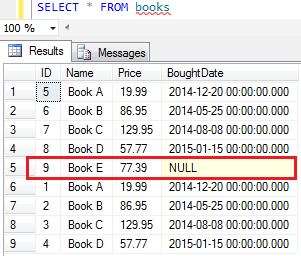 SELECT * FROM books
100 %
Results Messages
ID Name Price BoughtDate
1 5 Book A 19.99 2014-12-20 00:00:00.000
2 6 Book B 86.95 2014-05-25 00:00:00.000
3 7 Book C 129.95 2014-08-08 00:00:00.000
4 8 Book D 57.77 2015-01-15 00:00:00.000
5 9 Book E 77.39 NULL
6 1 Book A 19.99 2014-12-20 00:00:00.000
7 2 Book B 86.95 2014-05-25 00:00:00.000
8 3 Book C 129.95 2014-08-08 00:00:00.000
9 4 Book D 57.77 2015-01-15 00:00:00.000